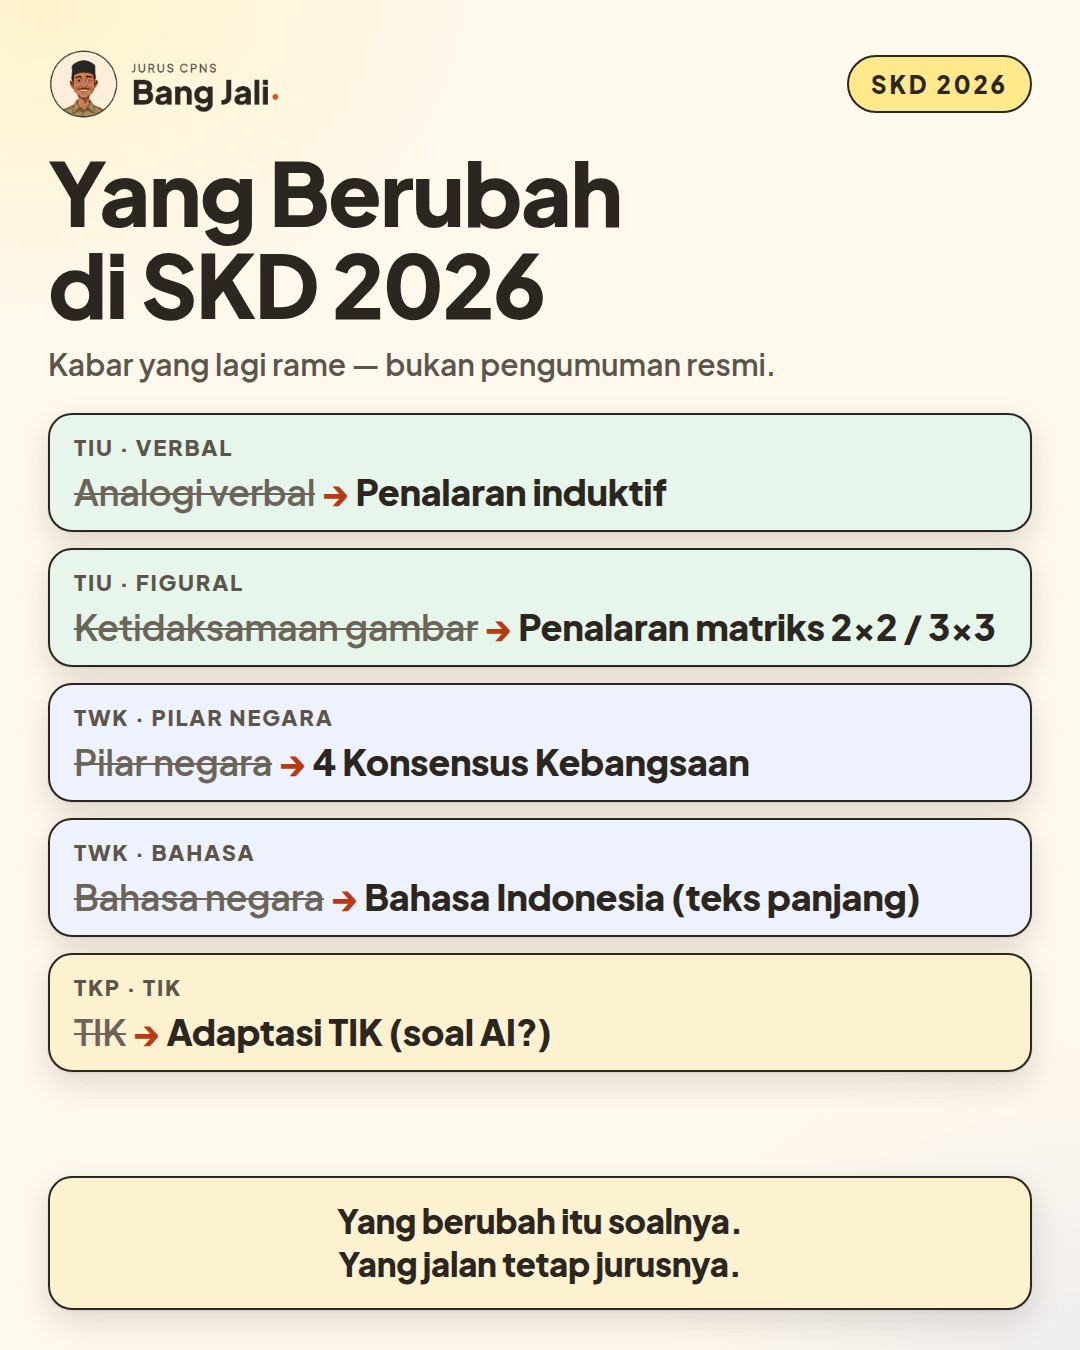 JURUS CPNS
Bang Jali.
SKD 2026
Yang Berubah
di SKD 2026
Kabar yang lagi rame — bukan pengumuman resmi.
TIU · VERBAL
Analogi verbal → Penalaran induktif
TIU · FIGURAL
Ketidaksamaan gambar → Penalaran matriks 2×2 / 3×3
TWK · PILAR NEGARA
Pilar negara → 4 Konsensus Kebangsaan
TWK · BAHASA
Bahasa negara → Bahasa Indonesia (teks panjang)
TKP · TIK
TIK → Adaptasi TIK (soal AI?)
Yang berubah itu soalnya.
Yang jalan tetap jurusnya.